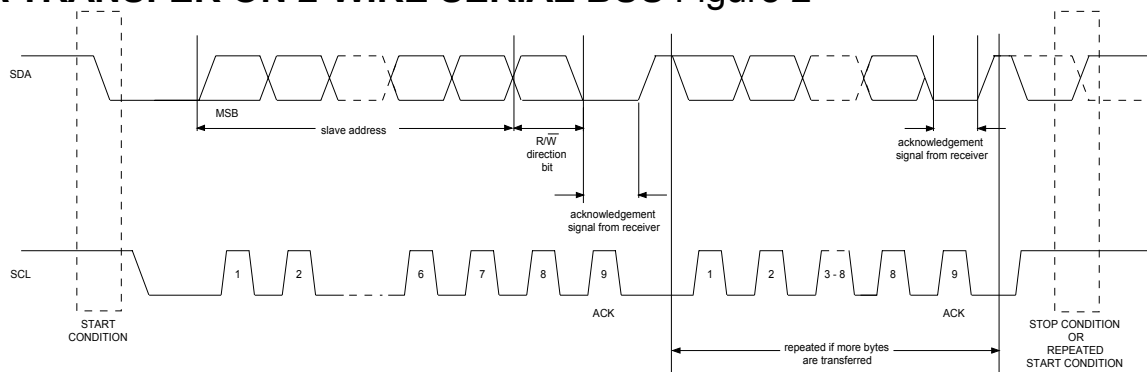 TRANSFER ON 2-WIRE SERIAL BUS Figure 2
SDA
MSB
slave address
R/W
direction
bit
acknowledgement
signal from receiver
acknowledgement
signal from receiver
SCL
1
2
6
7
8
9
1
2
3 - 8
8
9
ACK
ACK
START
CONDITION
repeated if more bytes
are transferred
STOP CONDITION
OR
REPEATED
START CONDITION